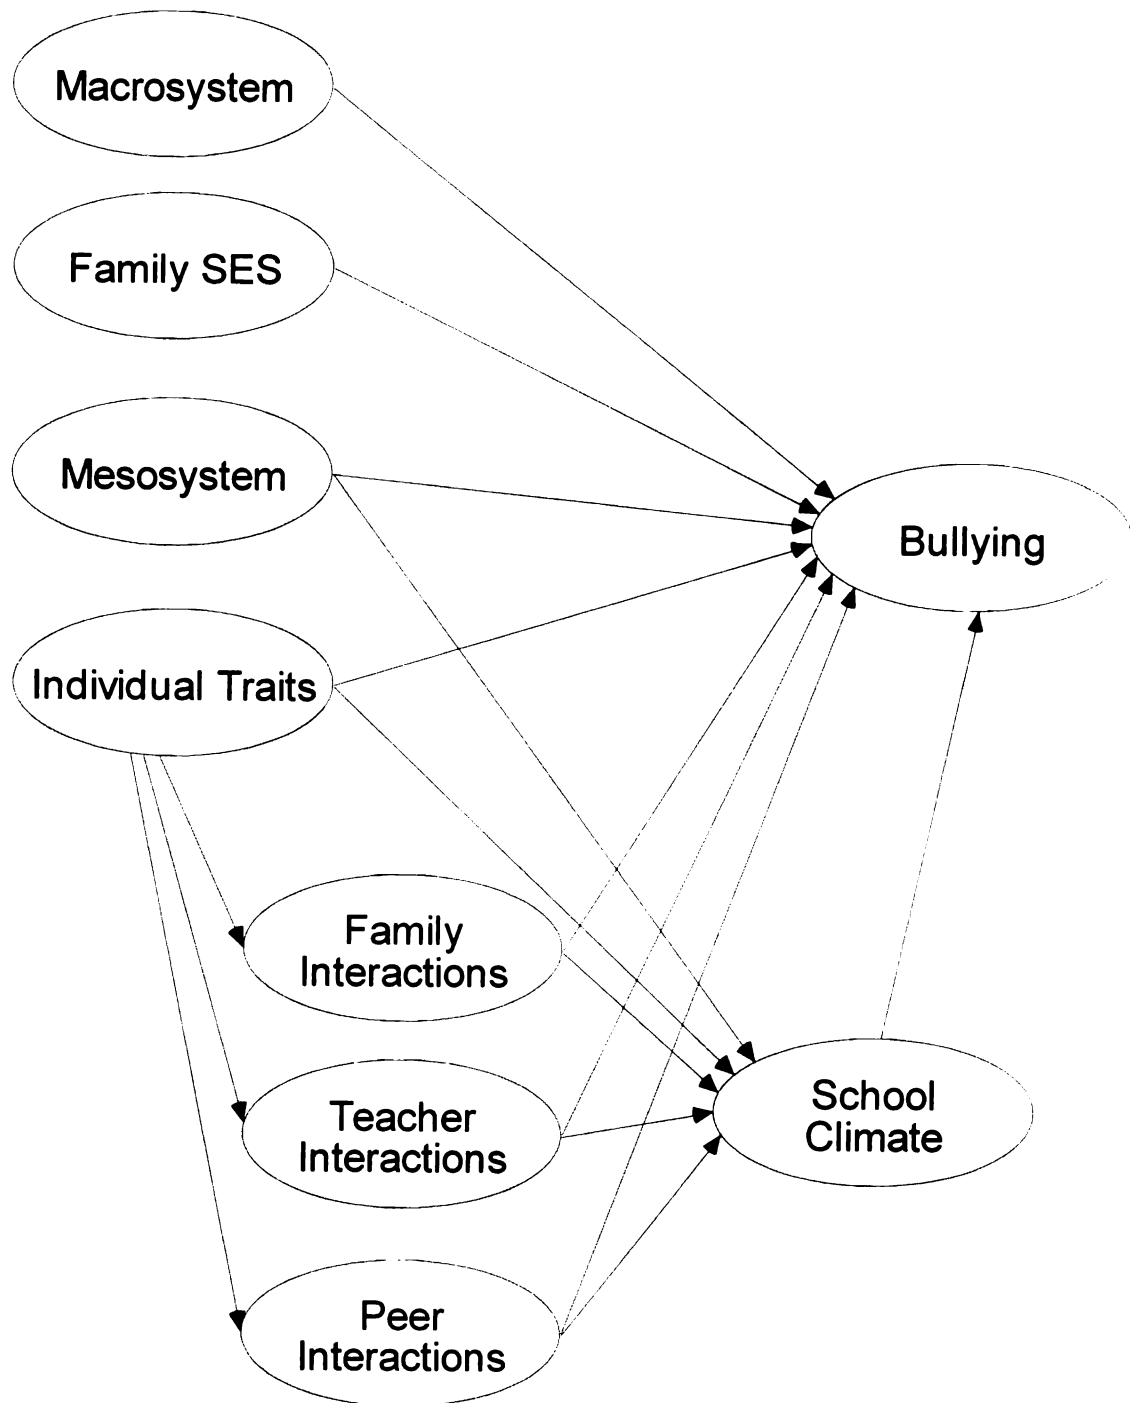 Macrosystem
Family SES
Mesosystem
Bullying
Individual Traits
Family
Interactions
Teacher
Interactions
School
Climate
Peer
Interactions